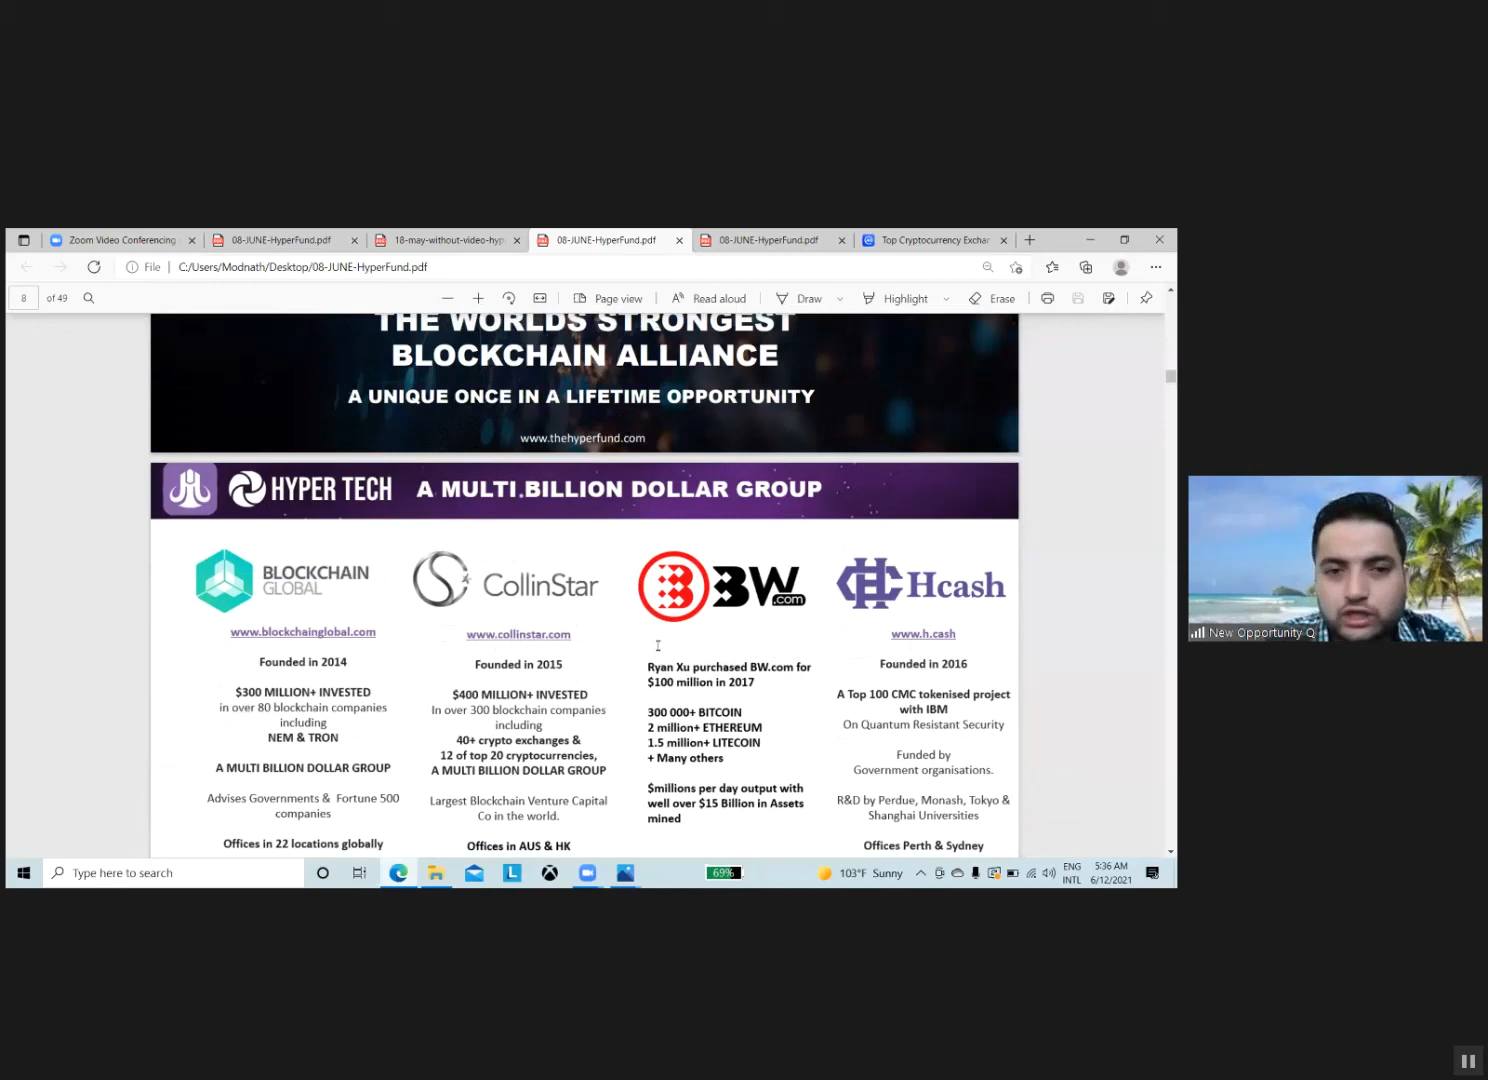 Zoom Video Conferencing
08-JUNE-HyperFund.pdf
18-may-without-video-hyp
08-JUNE-HyperFund.pdf
08-JUNE-HyperFund.pdf
Top Cryptocurrency Exchar
File
C:/Users/Modnath/Desktop/08-JUNE-HyperFund.pdf
8
of 49
Page view
Read aloud
Draw
Highlight
Erase
THE WORLDS STRONGEST
BLOCKCHAIN ALLIANCE
A UNIQUE ONCE IN A LIFETIME OPPORTUNITY
www.thehyperfund.com
HYPER TECH
A MULTI.BILLION DOLLAR GROUP
BLOCKCHAIN
GLOBAL
www.blockchainglobal.com
Founded in 2014
$300 MILLION+ INVESTED
in over 80 blockchain companies
including
NEM & TRON
A MULTI BILLION DOLLAR GROUP
Advises Governments & Fortune 500
companies
Offices in 22 locations globally
CollinStar
www.collinstar.com
Founded in 2015
$400 MILLION+ INVESTED
In over 300 blockchain companies
including
40+ crypto exchanges &
12 of top 20 cryptocurrencies,
A MULTI BILLION DOLLAR GROUP
Largest Blockchain Venture Capital
Co in the world.
Offices in AUS & HK
BW
.com
Ryan Xu purchased BW.com for
$100 million in 2017
300 000+ BITCOIN
2 million+ ETHEREUM
1.5 million+ LITECOIN
+ Many others
$millions per day output with
well over $15 Billion in Assets
mined
Hcash
www.h.cash
Founded in 2016
A Top 100 CMC tokenised project
with IBM
On Quantum Resistant Security
Funded by
Government organisations.
R&D by Perdue, Monash, Tokyo &
Shanghai Universities
Offices Perth & Sydney
New Opportunity Q
Type here to search
69%
103°F Sunny
ENG
INTL
5:36 AM
6/12/2021